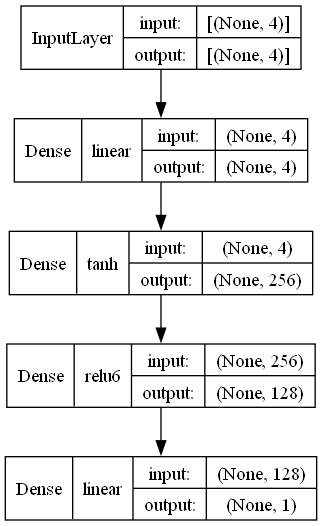 InputLayer input: [(None, 4)]
output: [(None, 4)]
Dense linear input: (None, 4)
output: (None, 4)
Dense tanh input: (None, 4)
output: (None, 256)
Dense relu6 input: (None, 256)
output: (None, 128)
Dense linear input: (None, 128)
output: (None, 1)